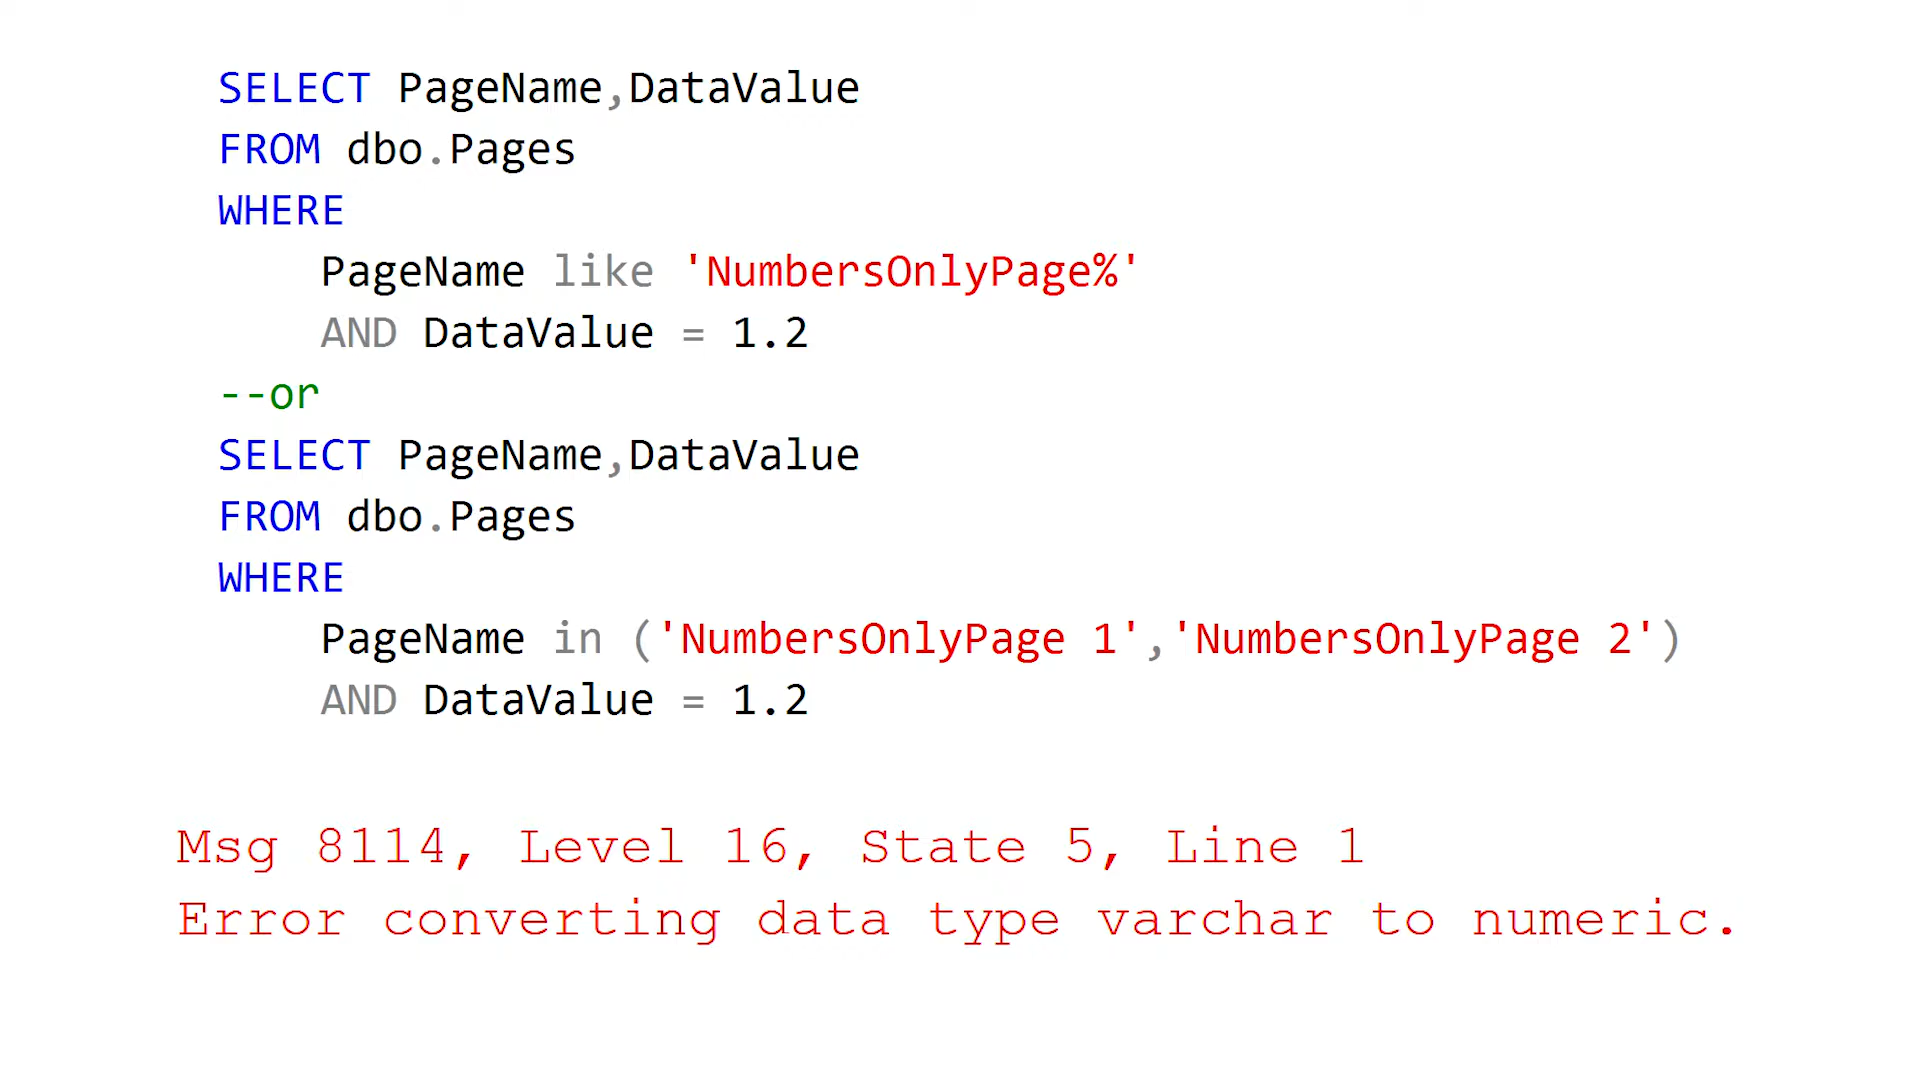 SELECT PageName,DataValue
FROM dbo.Pages
WHERE
PageName like 'NumbersOnlyPage%'
AND DataValue = 1.2
--or
SELECT PageName,DataValue
FROM dbo.Pages
WHERE
PageName in ('NumbersOnlyPage 1','NumbersOnlyPage 2')
AND DataValue = 1.2
Msg 8114, Level 16, State 5, Line 1
Error converting data type varchar to numeric.